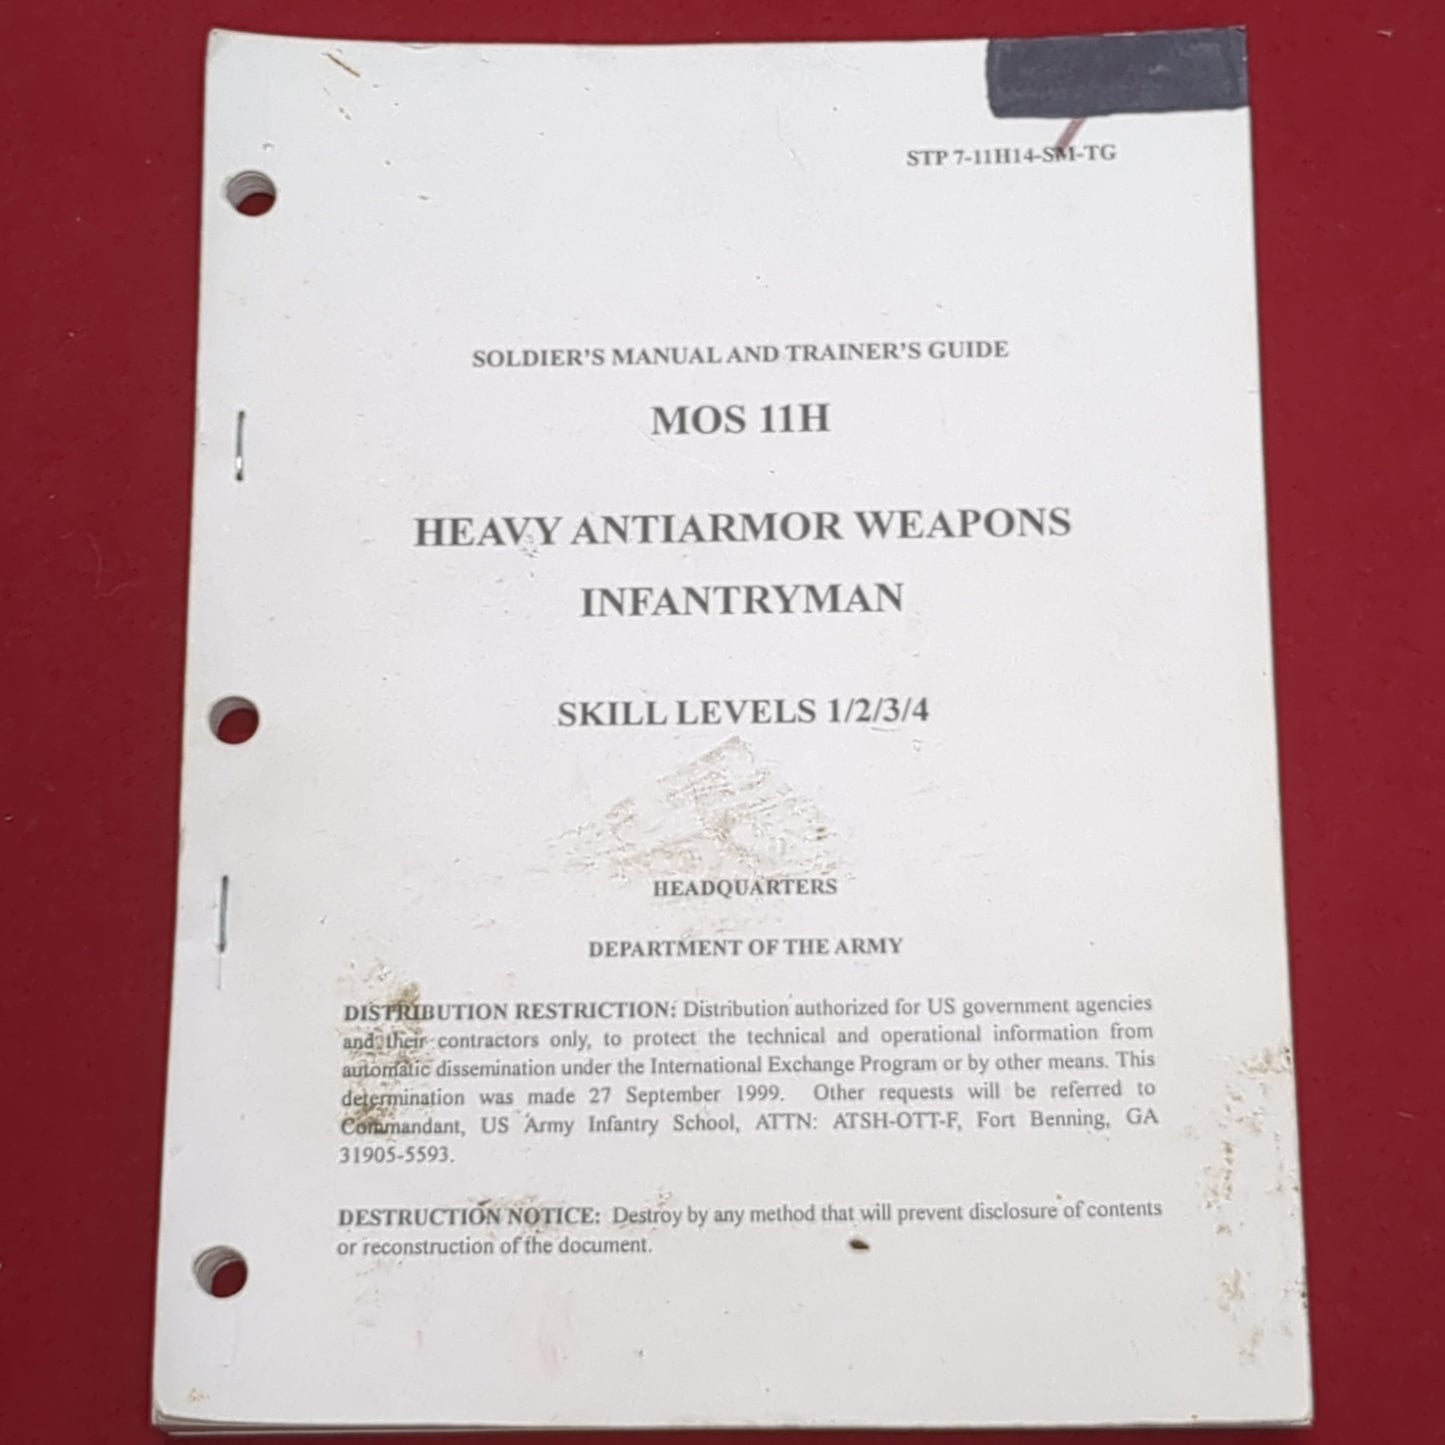 STP 7-11H14-SM-TG
SOLDIER'S MANUAL AND TRAINER'S GUIDE
MOS 11H
HEAVY ANTIARMOR WEAPONS
INFANTRYMAN
SKILL LEVELS 1/2/3/4
HEADQUARTERS
DEPARTMENT OF THE ARMY
DISTRIBUTION RESTRICTION: Distribution authorized for US government agencies
and their contractors only, to protect the technical and operational information from
automatic dissemination under the International Exchange Program or by other means. This
determination was made 27 September 1999. Other requests will be referred to
Commandant, US Army Infantry School, ATTN: ATSH-OTT-F, Fort Benning, GA
31905-5593.
DESTRUCTION NOTICE: Destroy by any method that will prevent disclosure of contents
or reconstruction of the document.